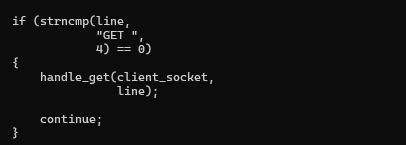 if (strncmp(line,
            "GET ",
            4) == 0)
{
    handle_get(client_socket,
               line);

    continue;
}